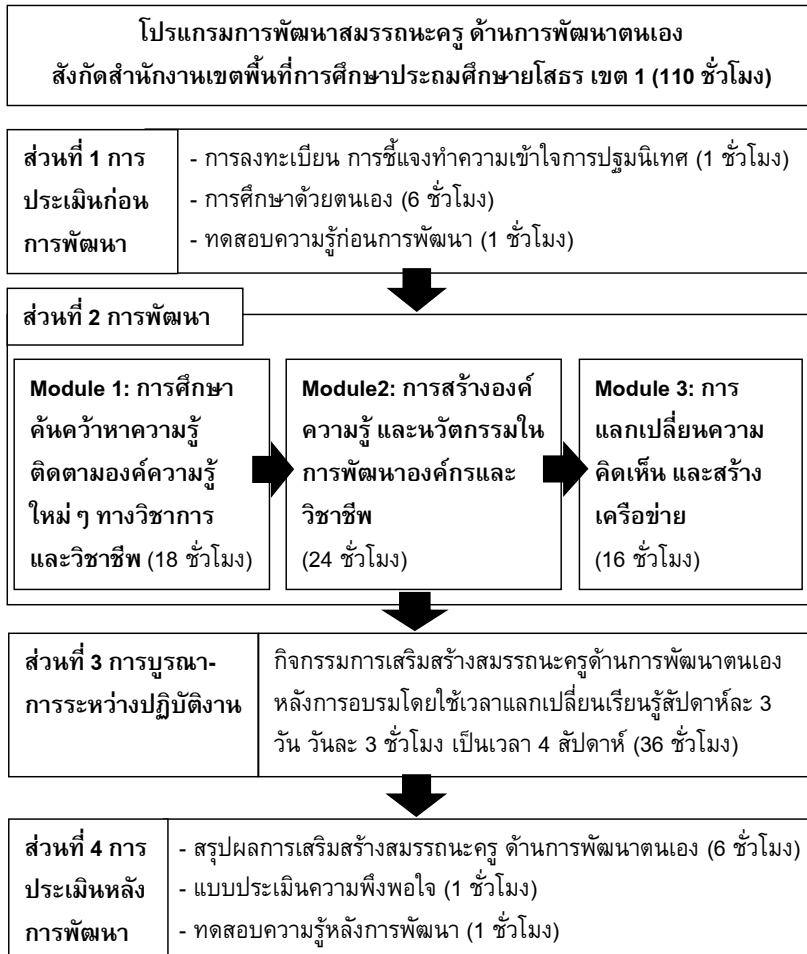 โปรแกรมการพัฒนาสมรรถนะครู ด้านการพัฒนาตนเอง
สังกัดสำนักงานเขตพื้นที่การศึกษาประถมศึกษายโสธร เขต 1 (110 ชั่วโมง)
ส่วนที่ 1 การ
ประเมินก่อน
การพัฒนา
- การลงทะเบียน การชี้แจงทำความเข้าใจการปฐมนิเทศ (1 ชั่วโมง)
- การศึกษาด้วยตนเอง (6 ชั่วโมง)
- ทดสอบความรู้ก่อนการพัฒนา (1 ชั่วโมง)
ส่วนที่ 2 การพัฒนา
Module 1: การศึกษา
ค้นคว้าหาความรู้
ติดตามองค์ความรู้
ใหม่ ๆ ทางวิชาการ
และวิชาชีพ (18 ชั่วโมง)
Module2: การสร้างองค์
ความรู้ และนวัตกรรมใน
การพัฒนาองค์กรและ
วิชาชีพ
(24 ชั่วโมง)
Module 3: การ
แลกเปลี่ยนความ
คิดเห็น และสร้าง
เครือข่าย
(16 ชั่วโมง)
ส่วนที่ 3 การบูรณา-
การระหว่างปฏิบัติงาน
กิจกรรมการเสริมสร้างสมรรถนะครูด้านการพัฒนาตนเอง
หลังการอบรมโดยใช้เวลาแลกเปลี่ยนเรียนรู้สัปดาห์ละ 3
วัน วันละ 3 ชั่วโมง เป็นเวลา 4 สัปดาห์ (36 ชั่วโมง)
ส่วนที่ 4 การ
ประเมินหลัง
การพัฒนา
- สรุปผลการเสริมสร้างสมรรถนะครู ด้านการพัฒนาตนเอง (6 ชั่วโมง)
- แบบประเมินความพึงพอใจ (1 ชั่วโมง)
- ทดสอบความรู้หลังการพัฒนา (1 ชั่วโมง)